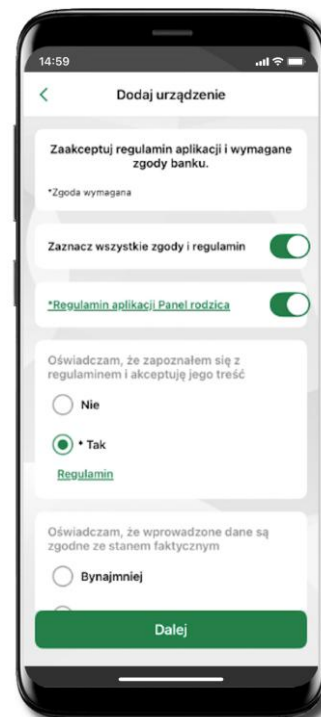 14:59
Dodaj urządzenie
Zaakceptuj regulamin aplikacji i wymagane
zgody banku.
*Zgoda wymagana
Zaznacz wszystkie zgody i regulamin
*Regulamin aplikacji Panel rodzica
Oświadczam, że zapoznałem się z
regulaminem i akceptuję jego treść
Nie
* Tak
Regulamin
Oświadczam, że wprowadzone dane są
zgodne ze stanem faktycznym
Bynajmniej
Dalej